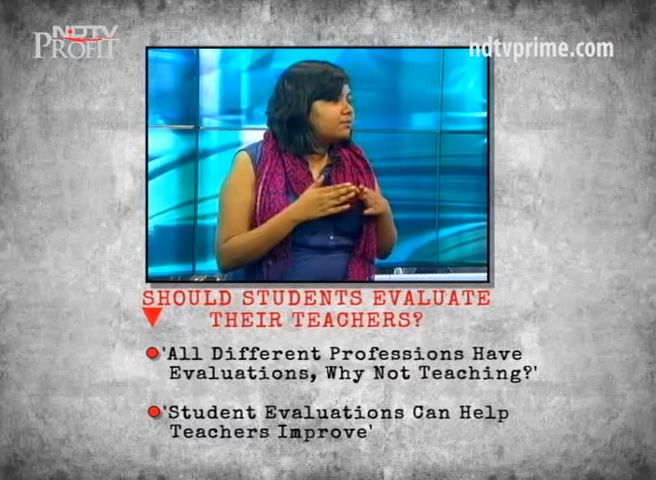 NDTV
PROFIT
ndtvprime.com
SHOULD STUDENTS EVALUATE
THEIR TEACHERS?
'All Different Professions Have
Evaluations, Why Not Teaching?'
'Student Evaluations Can Help
Teachers Improve'